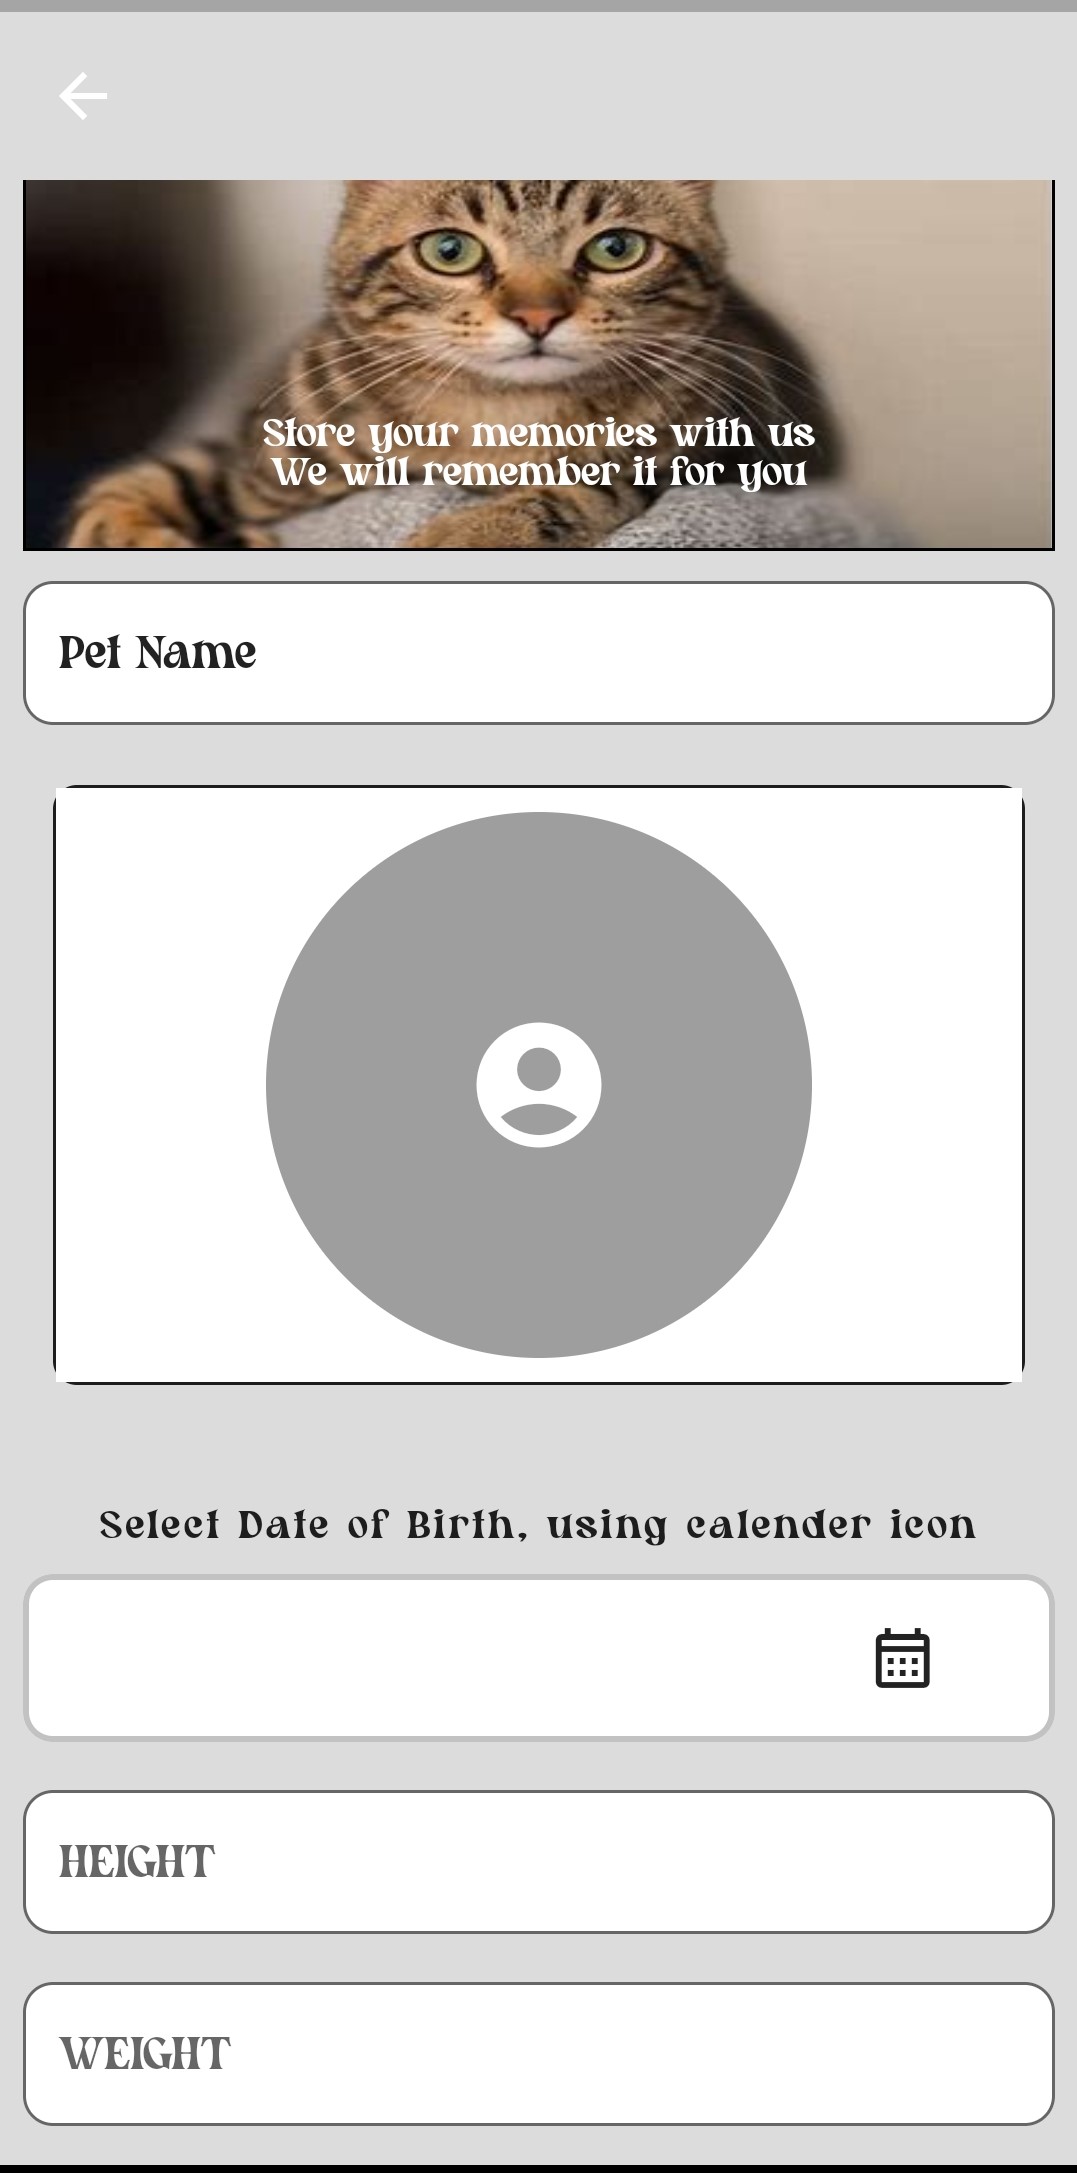 Store your memories with us
We will remember it for you
Pet Name
Select Date of Birth, using calender icon
HEIGHT
WEIGHT